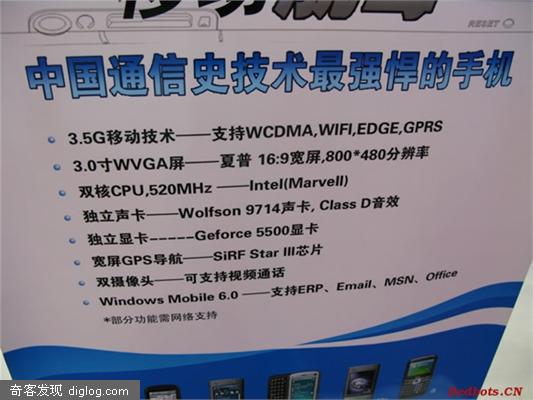 RESET
中国通信史技术最强悍的手机
3.5G移动技术——支持WCDMA,WIFI,EDGE,GPRS
3.0寸WVGA屏——夏普 16:9宽屏,800*480分辨率
双核CPU,520MHz ——Intel(Marvell)
独立声卡——Wolfson 9714声卡, Class D音效
独立显卡-----Geforce 5500显卡
宽屏GPS导航——SiRF Star III芯片
双摄像头——可支持视频通话
Windows Mobile 6.0 ——支持ERP、Email、MSN、Office
*部分功能需网络支持
奇客发现 diglog.com